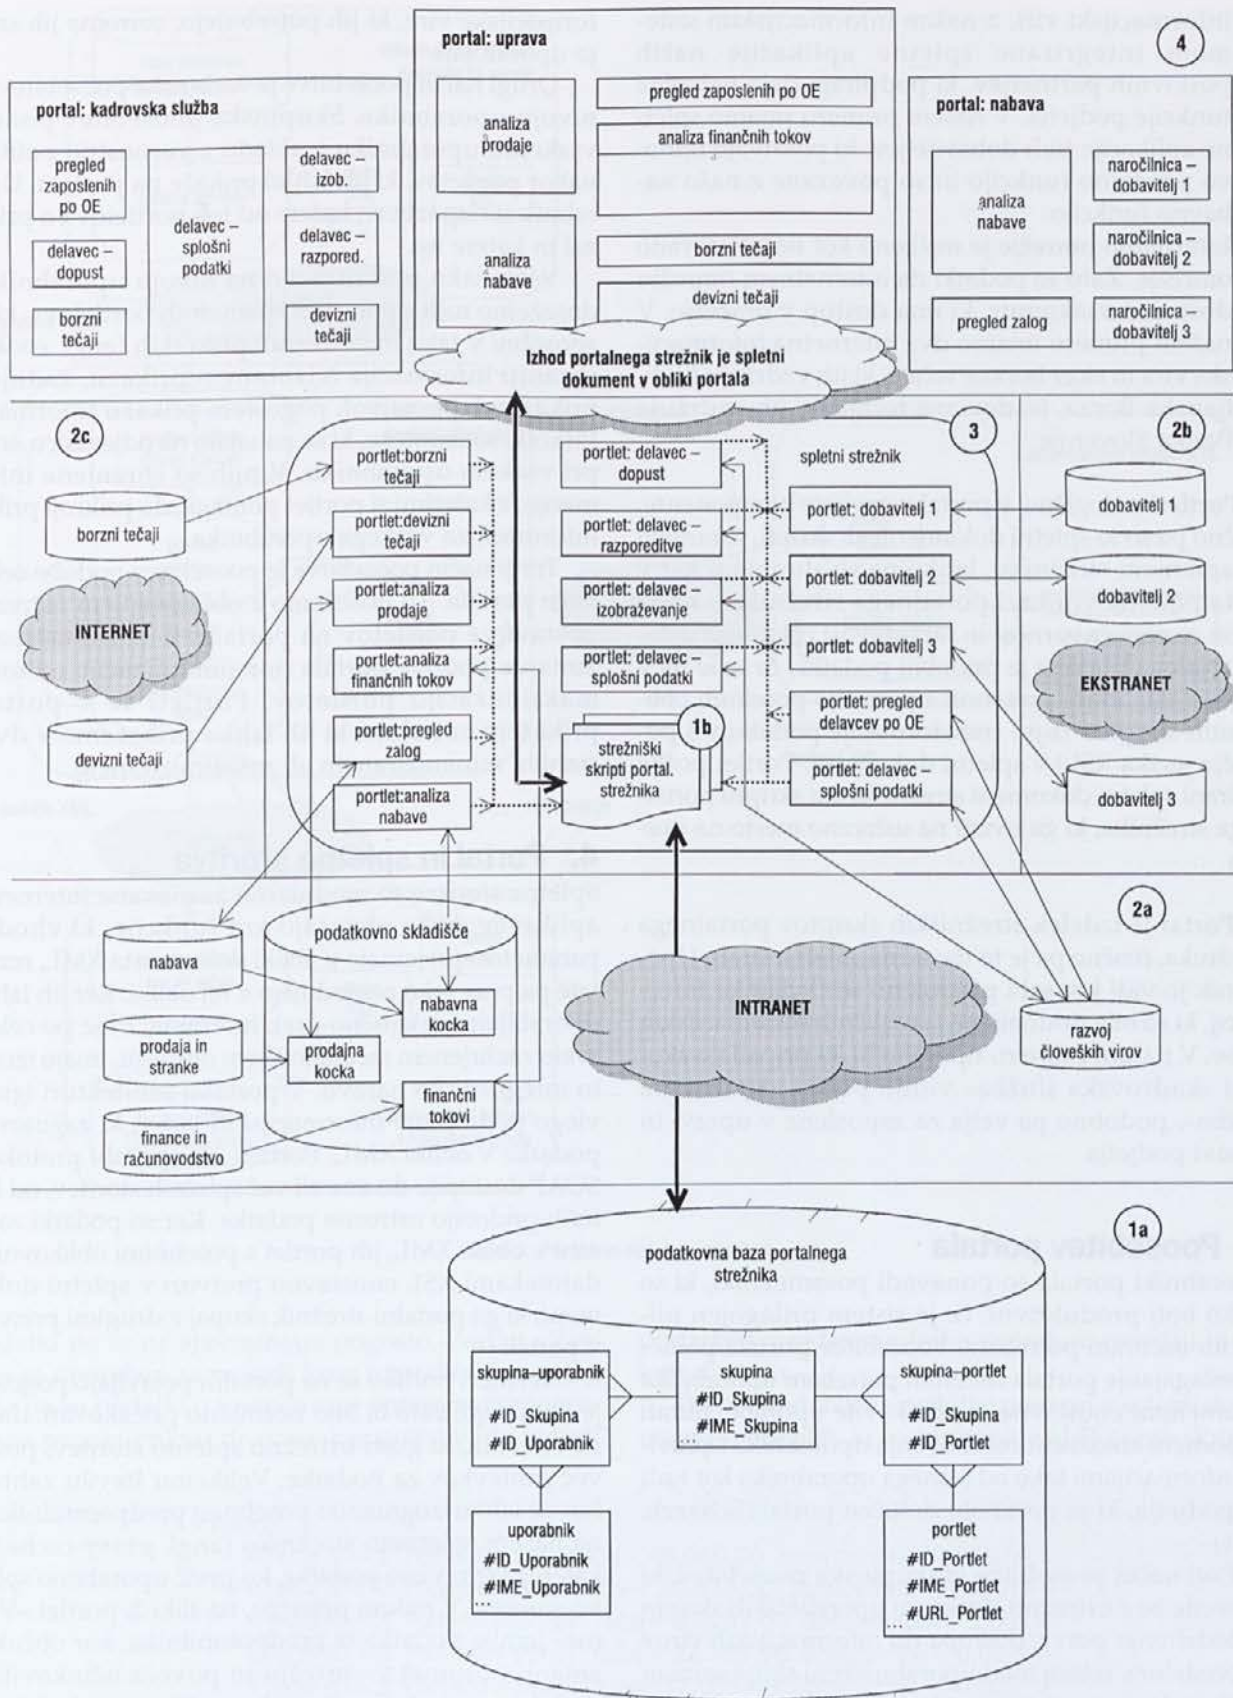 portal: uprava
4
portal: kadrovska služba
pregled
zaposlenih
po OE
delavec –
dopust
borzni
tečaji
delavec –
splošni
podatki
delavec –
izob.
delavec –
razpored.
devizni
tečaji
analiza
prodaje
analiza
nabave
pregled zaposlenih po OE
analiza finančnih tokov
borzni tečaji
devizni tečaji
portal: nabava
analiza
nabave
pregled zalog
naročilnica
dobavitelj 1
naročilnica –
dobavitelj 2
naročilnica
dobavitelj 3
Izhod portalnega strežnik je spletni
dokument v obliki portala
2c
borzni tečaji
INTERNET
devizni tečaji
portlet:borzni
tečaji
portlet:devizni
tečaji
portlet:analiza
prodaje
portlet:analiza
finančnih tokov
portlet:pregled
zalog
portlet:analiza
nabave
portlet: delavec –
dopust
portlet: delavec –
razporeditve
portlet: delavec –
izobraževanje
portlet: delavec –
splošni podatki
1b
strežniški
skripti portal.
strežnika
3
spletni strežnik
portlet: dobavitelj 1
portlet: dobavitelj 2
portlet: dobavitelj 3
portlet: pregled
delavcev po OE
portlet: delavec –
splošni podatki
2b
dobavitelj 1
dobavitelj 2
EKSTRANET
dobavitelj 3
2a
nabava
prodaja in
stranke
finance in
računovodstvo
podatkovno skladišče
nabavna
kocka
prodajna
kocka
finančni
tokovi
INTRANET
razvoj
človeških virov
1a
podatkovna baza portalnega
strežnika
skupina–uporabnik
#ID_Skupina
#ID_Uporabnik
skupina
#ID_Skupina
#IME_Skupina
...
skupina–portlet
#ID_Skupina
#ID_Portlet
uporabnik
#ID_Uporabnik
#IME_Uporabnik
...
portlet
#ID_Portlet
#IME_Portlet
#URL_Portlet
...